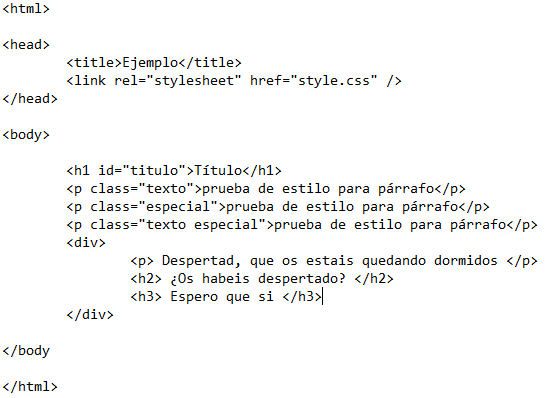 <html>
<head>
<title>Ejemplo</title>
<link rel="stylesheet" href="style.css" />
</head>
<body>
<h1 id="titulo">Título</h1>
<p class="texto">prueba de estilo para párrafo</p>
<p class="especial">prueba de estilo para párrafo</p>
<p class="texto especial">prueba de estilo para párrafo</p>
<div>
<p> Despertad, que os estais quedando dormidos </p>
<h2> ¿Os habeis despertado? </h2>
<h3> Espero que si </h3>
</div>
</body
</html>